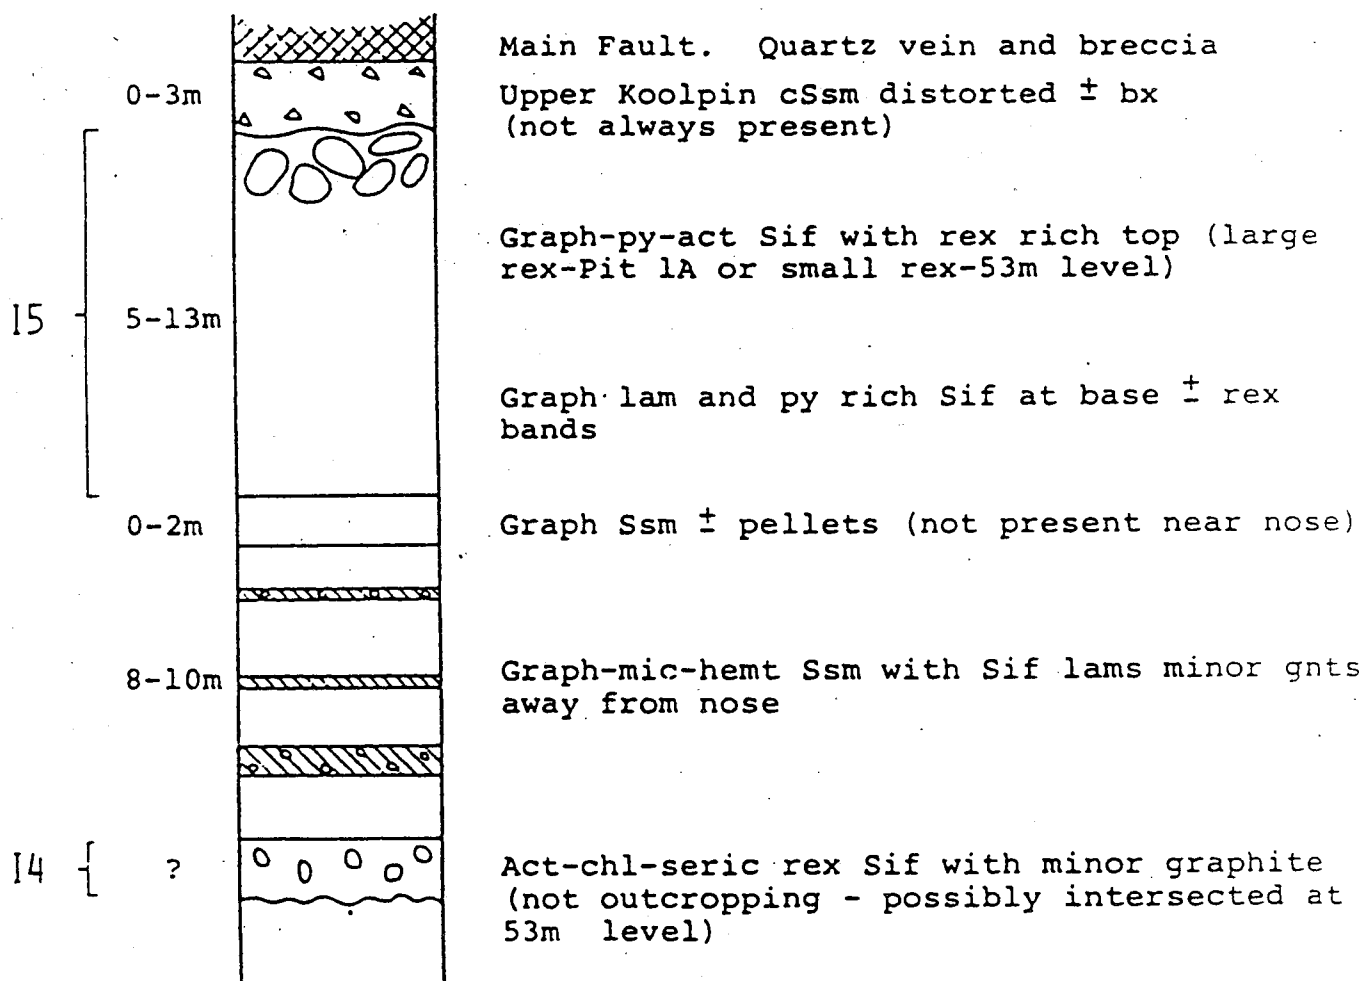 Main Fault. Quartz vein and breccia
0-3m
Upper Koolpin cSsm distorted ± bx
(not always present)
Graph-py-act Sif with rex rich top (large
rex-Pit 1A or small rex-53m level)
I5
5-13m
Graph lam and py rich Sif at base ± rex
bands
0-2m
Graph Ssm ± pellets (not present near nose)
8-10m
Graph-mic-hemt Ssm with Sif lams minor gnts
away from nose
I4
?
Act-chl-seric rex Sif with minor graphite
(not outcropping - possibly intersected at
53m level)